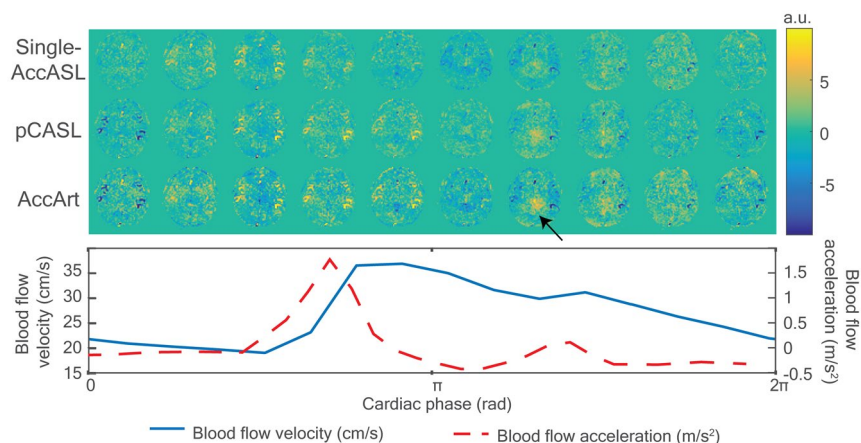 a.u.
Single-
AccASL
pCASL
AccArt
5
0
-5
Blood flow
velocity (cm/s)
35
30
25
20
15
1.5
1
0.5
0
-0.5
Blood flow
acceleration (m/s²)
0
π
2π
Cardiac phase (rad)
Blood flow velocity (cm/s)
Blood flow acceleration (m/s²)